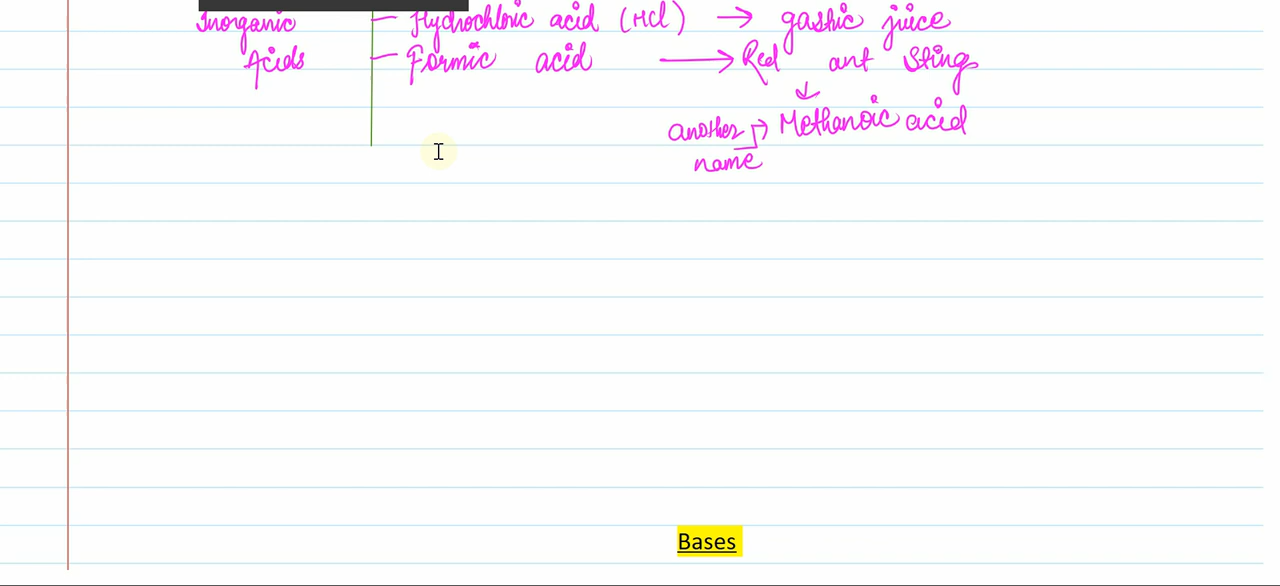 Inorganic – Hydrochloric acid (HCl) → gastric juice
Acids – Formic acid → Red ant Sting
↓
another → Methanoic acid
name
Bases